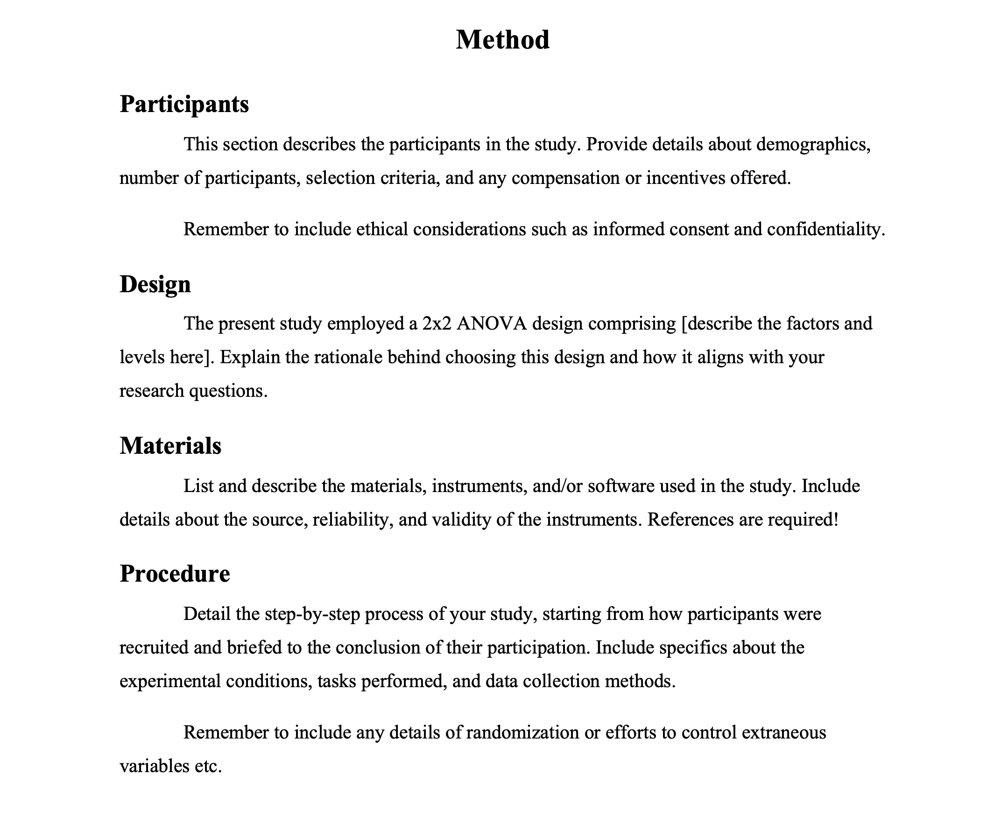 Method
Participants
This section describes the participants in the study. Provide details about demographics,
number of participants, selection criteria, and any compensation or incentives offered.
Remember to include ethical considerations such as informed consent and confidentiality.
Design
The present study employed a 2x2 ANOVA design comprising [describe the factors and
levels here]. Explain the rationale behind choosing this design and how it aligns with your
research questions.
Materials
List and describe the materials, instruments, and/or software used in the study. Include
details about the source, reliability, and validity of the instruments. References are required!
Procedure
Detail the step-by-step process of your study, starting from how participants were
recruited and briefed to the conclusion of their participation. Include specifics about the
experimental conditions, tasks performed, and data collection methods.
Remember to include any details of randomization or efforts to control extraneous
variables etc.